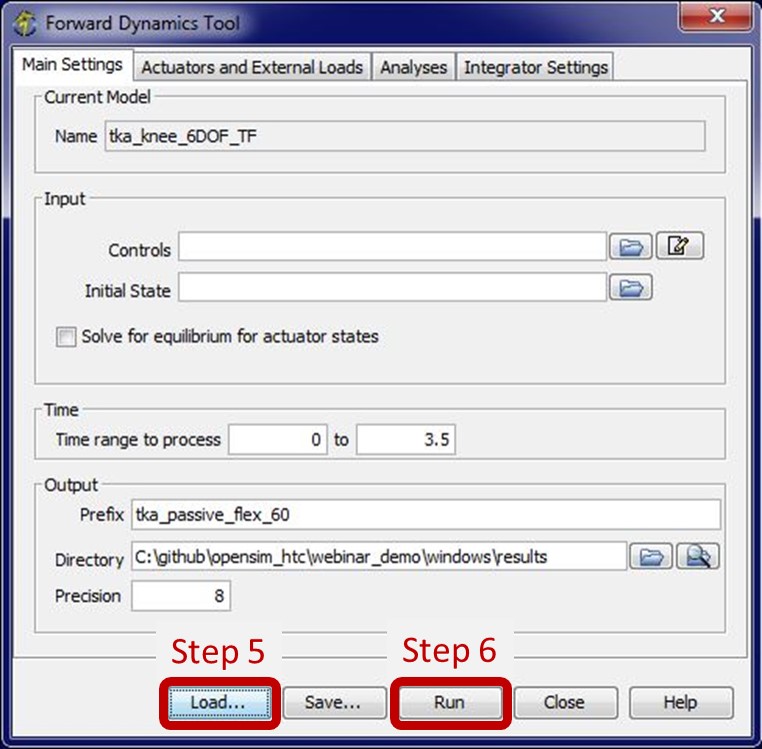 Forward Dynamics Tool
Main Settings Actuators and External Loads Analyses Integrator Settings
Current Model
Name tka_knee_6DOF_TF
Input
Controls
Initial State
Solve for equilibrium for actuator states
Time
Time range to process 0 to 3.5
Output
Prefix tka_passive_flex_60
Directory C:\github\opensim_htc\webinar_demo\windows\results
Precision 8
Step 5 Step 6
Load... Save... Run Close Help